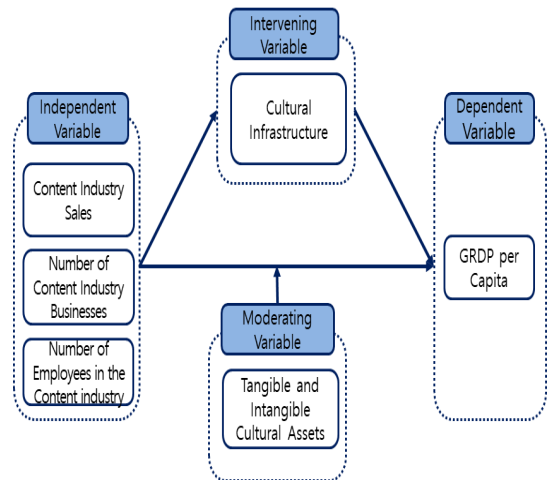 Intervening
Variable
Cultural
Infrastructure
Independent
Variable
Content Industry
Sales
Number of
Content Industry
Businesses
Number of
Employees in the
Content industry
Dependent
Variable
GRDP per
Capita
Moderating
Variable
Tangible and
Intangible
Cultural Assets